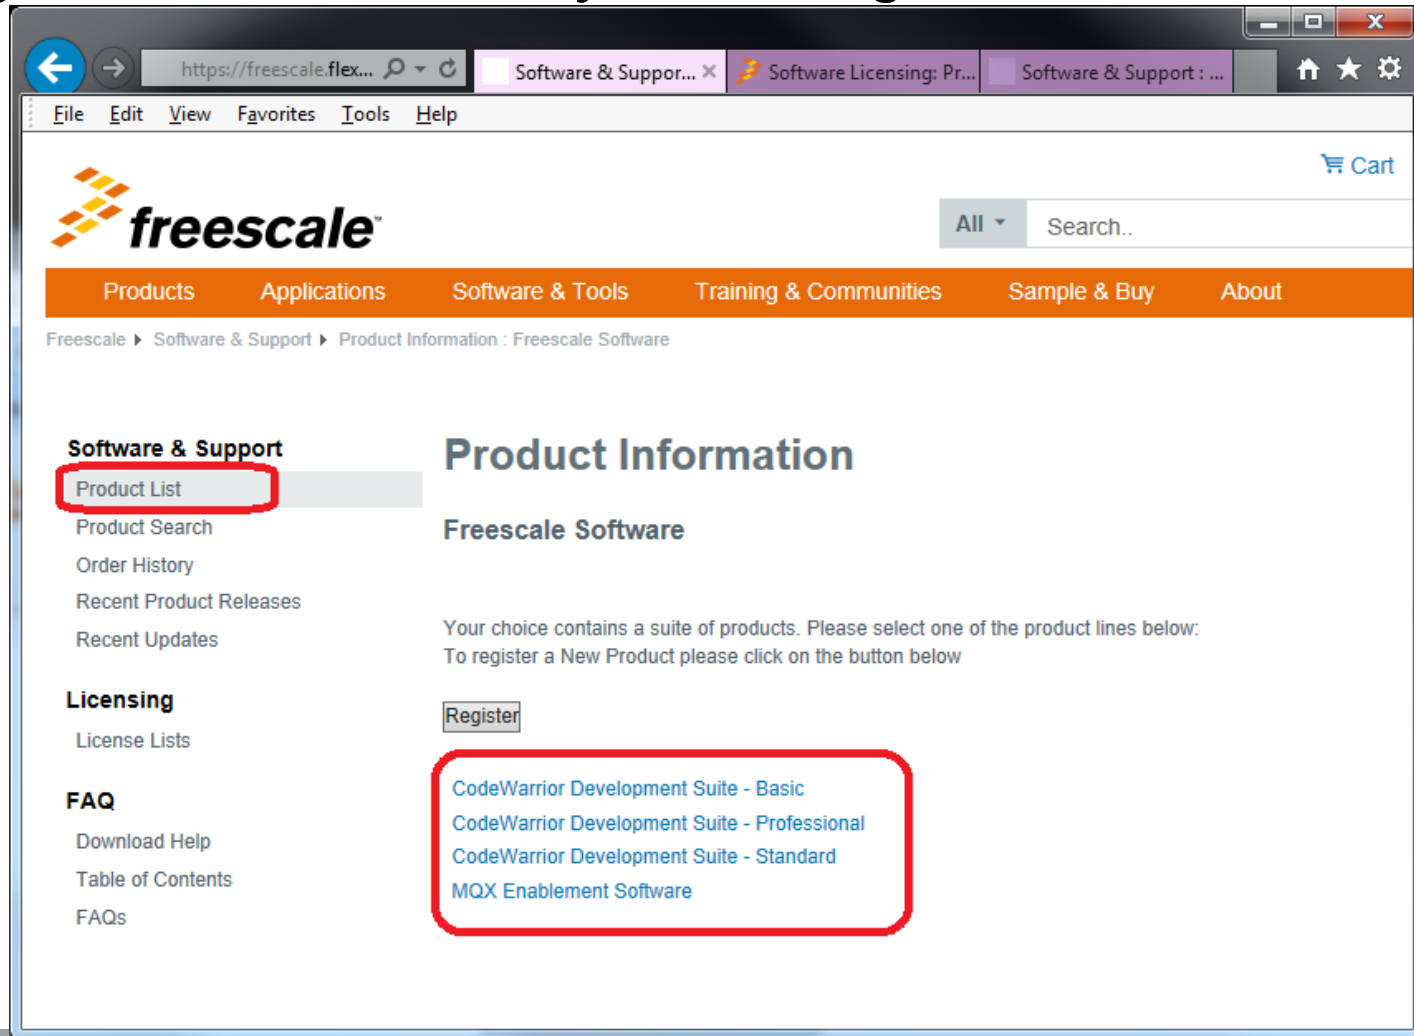 https://freescale.flex...
Software & Suppor...
Software Licensing: Pr...
Software & Support : ...
File Edit View Favorites Tools Help
Cart
freescale™
All
Search..
Products Applications Software & Tools Training & Communities Sample & Buy About
Freescale Software & Support Product Information : Freescale Software
Software & Support
Product List
Product Search
Order History
Recent Product Releases
Recent Updates
Licensing
License Lists
FAQ
Download Help
Table of Contents
FAQs
Product Information
Freescale Software
Your choice contains a suite of products. Please select one of the product lines below:
To register a New Product please click on the button below
Register
CodeWarrior Development Suite - Basic
CodeWarrior Development Suite - Professional
CodeWarrior Development Suite - Standard
MQX Enablement Software